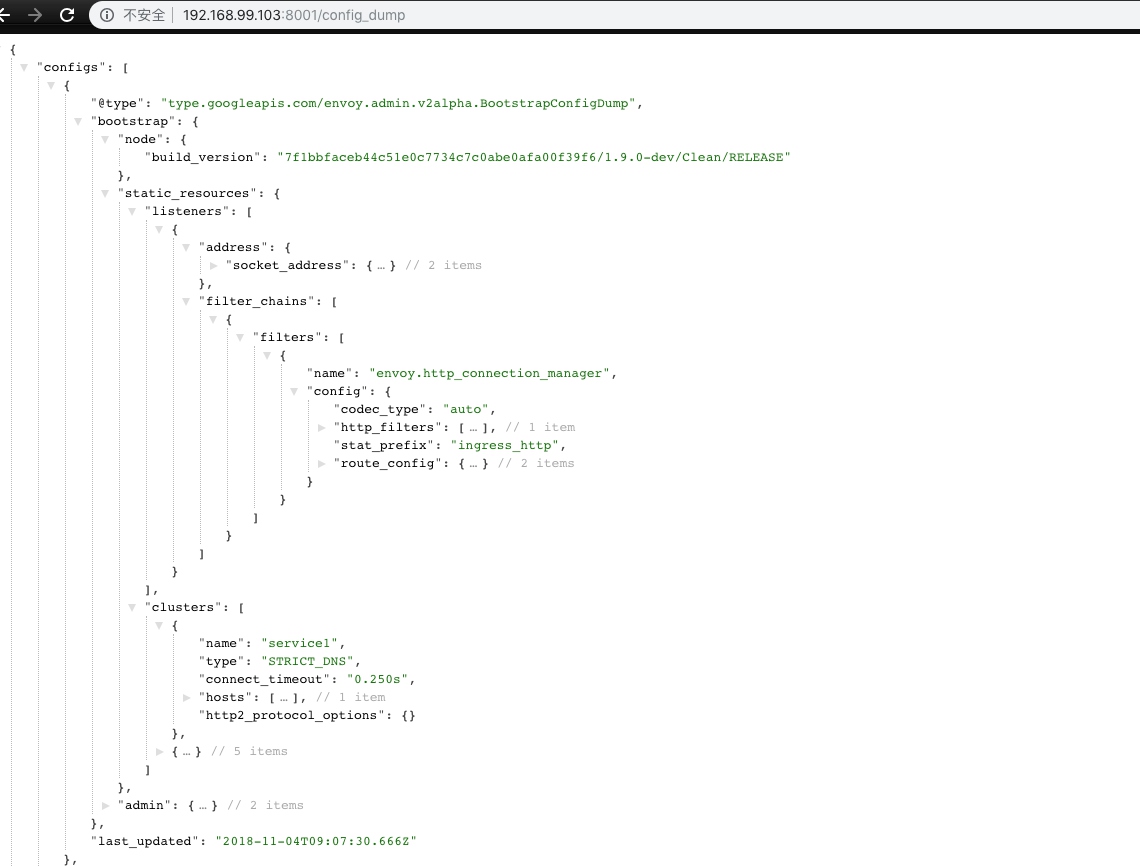 不安全 192.168.99.103:8001/config_dump
{
"configs": [
{
"@type": "type.googleapis.com/envoy.admin.v2alpha.BootstrapConfigDump",
"bootstrap": {
"node": {
"build_version": "7f1bbfaceb44c51e0c7734c7c0abe0afa00f39f6/1.9.0-dev/Clean/RELEASE"
},
"static_resources": {
"listeners": [
{
"address": {
"socket_address": { … } // 2 items
},
"filter_chains": [
{
"filters": [
{
"name": "envoy.http_connection_manager",
"config": {
"codec_type": "auto",
"http_filters": [ … ], // 1 item
"stat_prefix": "ingress_http",
"route_config": { … } // 2 items
}
}
]
}
]
}
],
"clusters": [
{
"name": "service1",
"type": "STRICT_DNS",
"connect_timeout": "0.250s",
"hosts": [ … ], // 1 item
"http2_protocol_options": {}
},
{ … } // 5 items
]
},
"admin": { … } // 2 items
},
"last_updated": "2018-11-04T09:07:30.666Z"
},